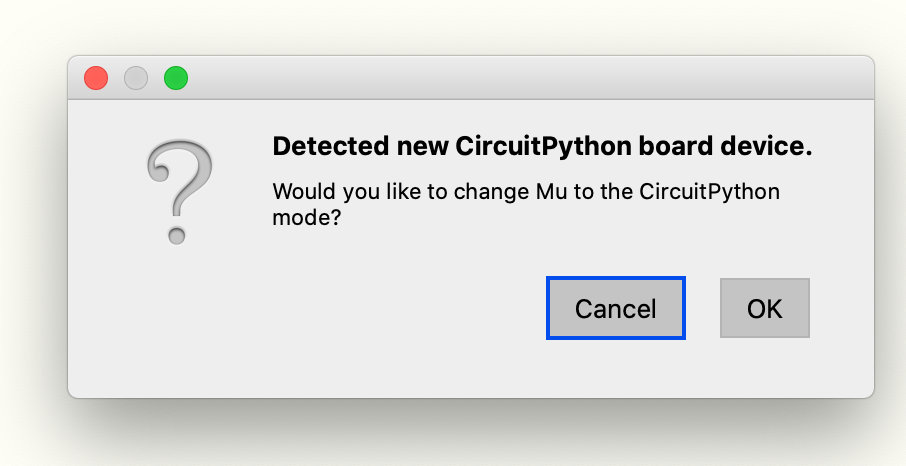 Detected new CircuitPython board device.
Would you like to change Mu to the CircuitPython
mode?
Cancel
OK